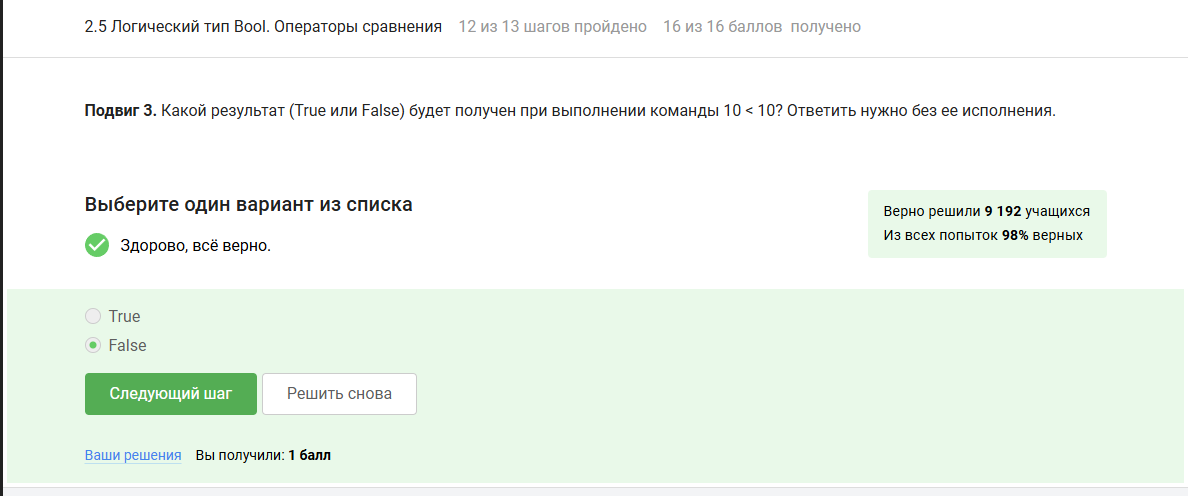 2.5 Логический тип Bool. Операторы сравнения 12 из 13 шагов пройдено 16 из 16 баллов получено
Подвиг 3. Какой результат (True или False) будет получен при выполнении команды 10 < 10? Ответить нужно без ее исполнения.
Выберите один вариант из списка
Здорово, всё верно.
Верно решили 9 192 учащихся
Из всех попыток 98% верных
True
False
Следующий шаг Решить снова
Ваши решения Вы получили: 1 балл